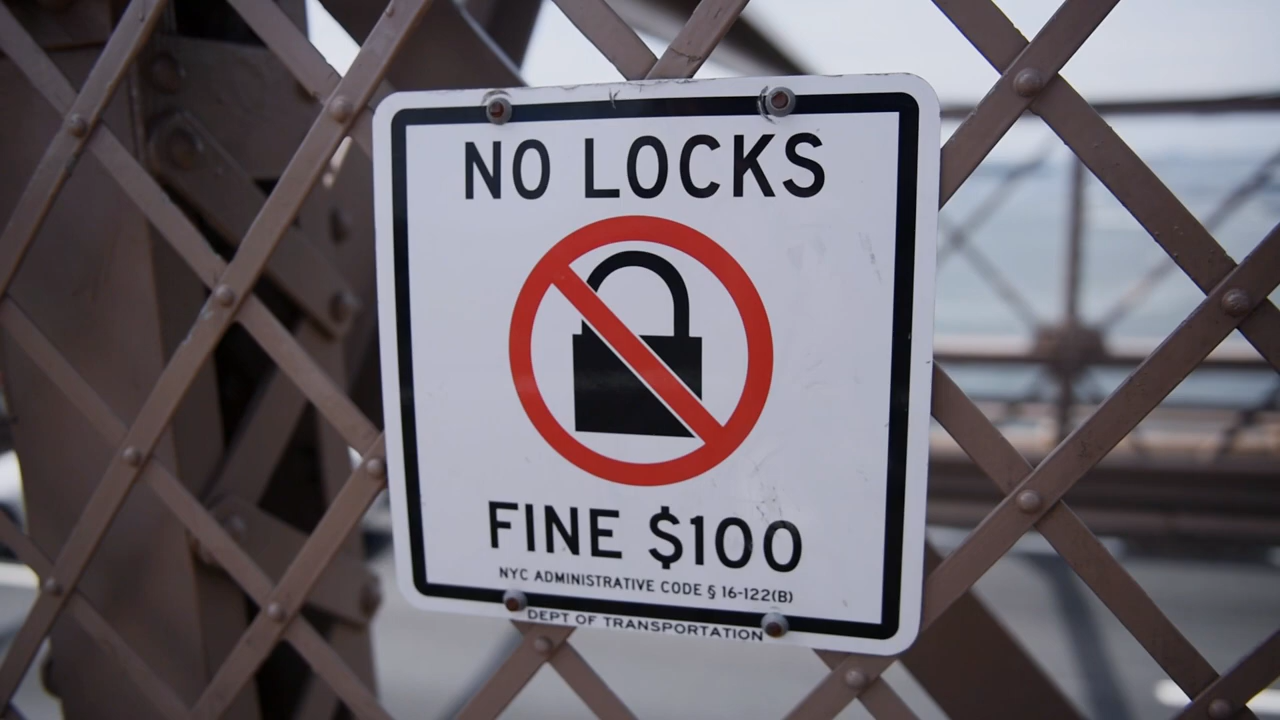 NO LOCKS
FINE $100
NYC ADMINISTRATIVE CODE § 16-122(B)
DEPT OF TRANSPORTATION